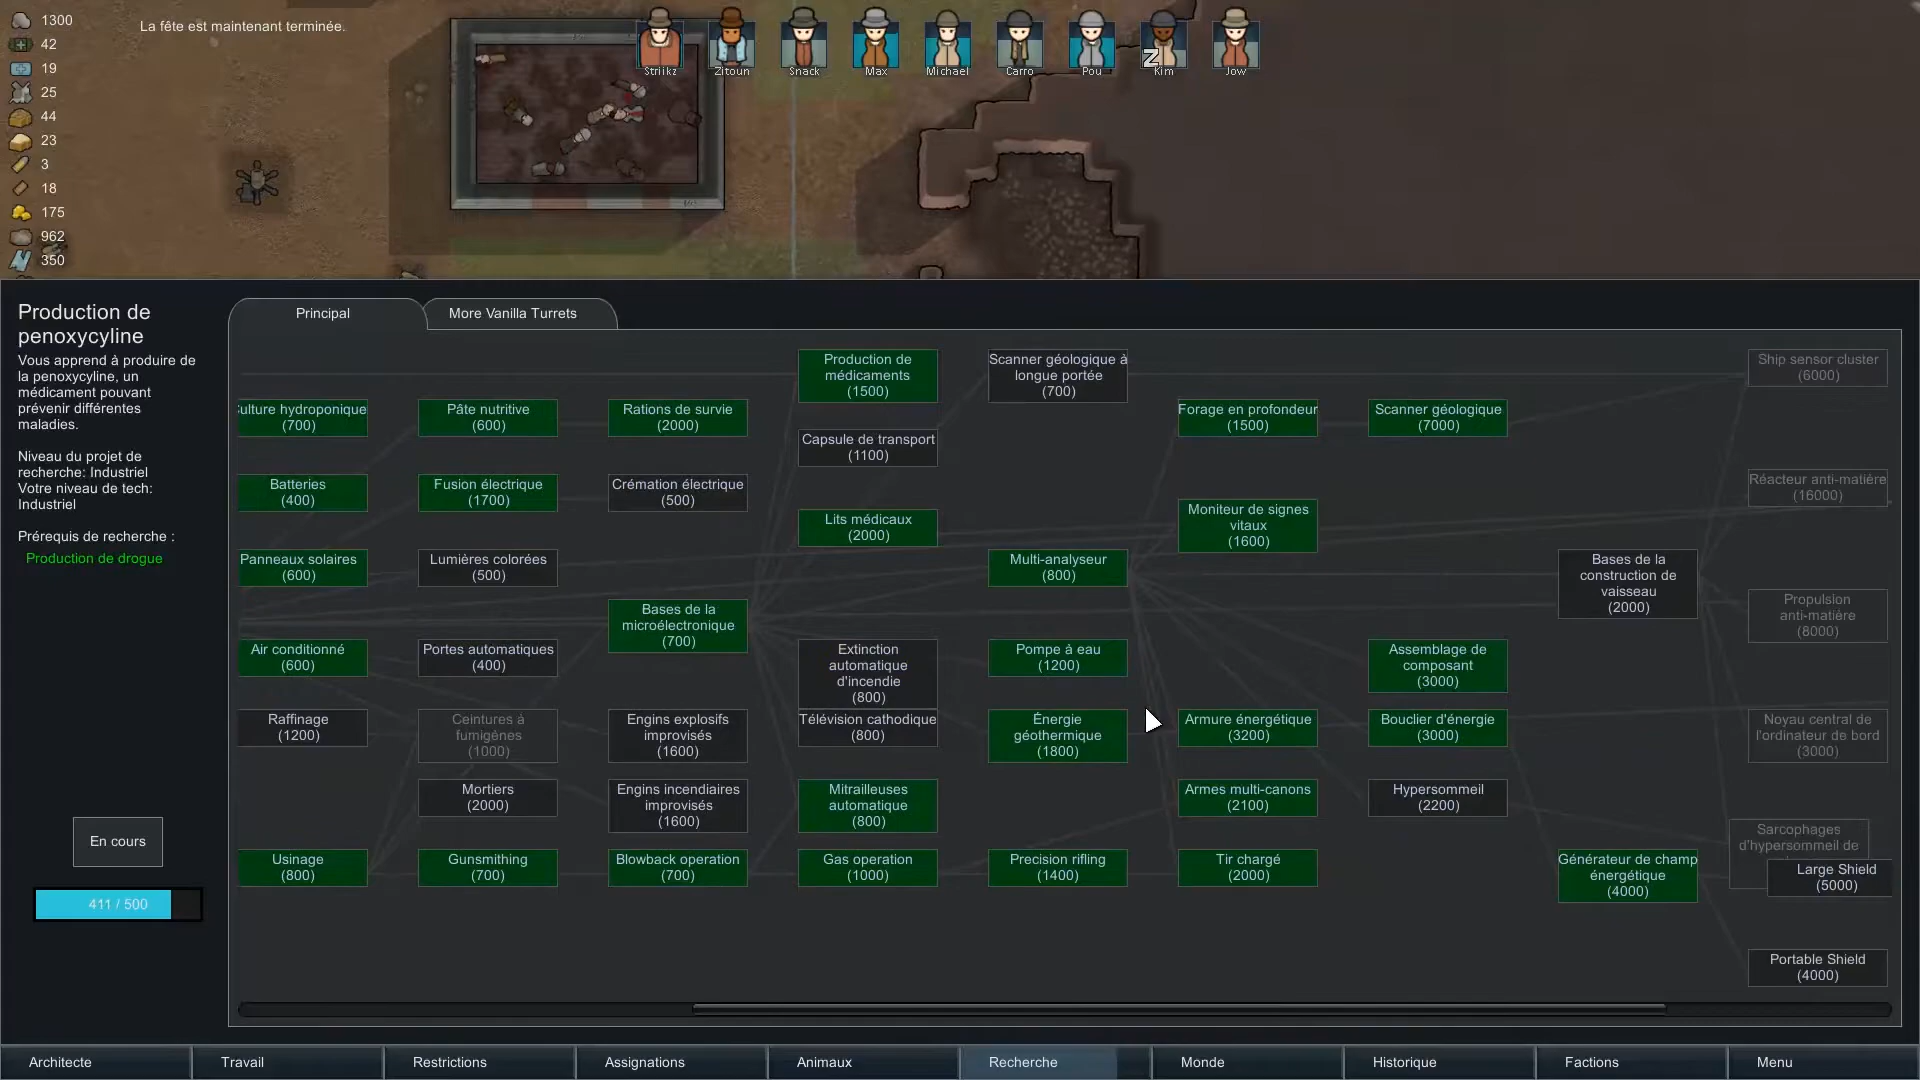 1300
La fête est maintenant terminée.
42
19
25
44
23
3
18
175
962
350
Striikz
Zitoun
Snack
Max
Michael
Carro
Pou
Kim
Jow
Production de
penoxycyline
Vous apprend à produire de
la penoxycyline, un
médicament pouvant
prévenir différentes
maladies.
Niveau du projet de
recherche: Industriel
Votre niveau de tech:
Industriel
Prérequis de recherche :
Production de drogue
En cours
411 / 500
Principal
More Vanilla Turrets
Production de
médicaments
(1500)
Scanner géologique à
longue portée
(700)
Ship sensor cluster
(6000)
ulture hydroponique
(700)
Pâte nutritive
(600)
Rations de survie
(2000)
Forage en profondeur
(1500)
Scanner géologique
(7000)
Capsule de transport
(1100)
Batteries
(400)
Fusion électrique
(1700)
Crémation électrique
(500)
Réacteur anti-matière
(16000)
Lits médicaux
(2000)
Moniteur de signes
vitaux
(1600)
Panneaux solaires
(600)
Lumières colorées
(500)
Multi-analyseur
(800)
Bases de la
construction de
vaisseau
(2000)
Bases de la
microélectronique
(700)
Propulsion
anti-matière
(8000)
Air conditionné
(600)
Portes automatiques
(400)
Extinction
automatique
d'incendie
(800)
Pompe à eau
(1200)
Assemblage de
composant
(3000)
Raffinage
(1200)
Ceintures à
fumigènes
(1000)
Engins explosifs
improvisés
(1600)
Télévision cathodique
(800)
Énergie
géothermique
(1800)
Armure énergétique
(3200)
Bouclier d'énergie
(3000)
Noyau central de
l'ordinateur de bord
(3000)
Mortiers
(2000)
Engins incendiaires
improvisés
(1600)
Mitrailleuses
automatique
(800)
Armes multi-canons
(2100)
Hypersommeil
(2200)
Sarcophages
d'hypersommeil de
Usinage
(800)
Gunsmithing
(700)
Blowback operation
(700)
Gas operation
(1000)
Precision rifling
(1400)
Tir chargé
(2000)
Générateur de champ
énergétique
(4000)
Large Shield
(5000)
Portable Shield
(4000)
Architecte
Travail
Restrictions
Assignations
Animaux
Recherche
Monde
Historique
Factions
Menu